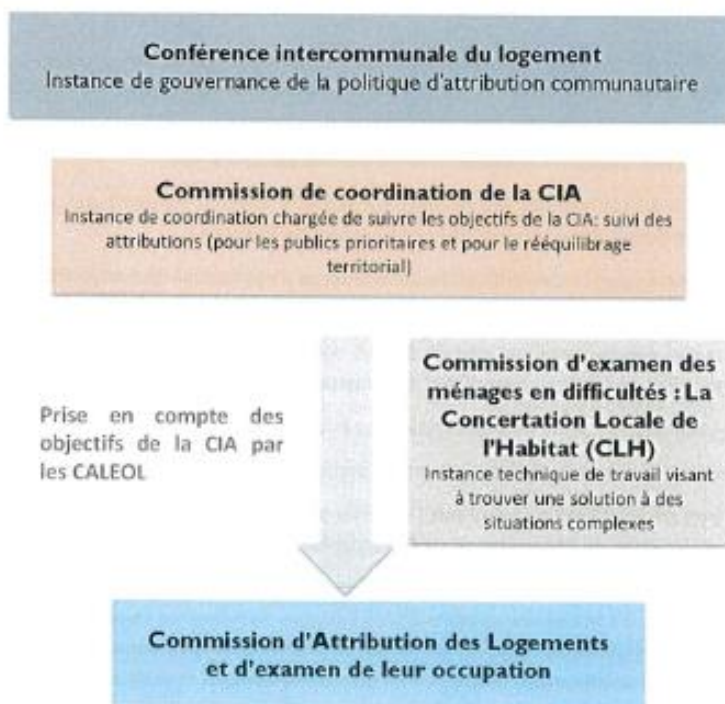 Conférence intercommunale du logement
Instance de gouvernance de la politique d'attribution communautaire
Commission de coordination de la CIA
Instance de coordination chargée de suivre les objectifs de la CIA: suivi des
attributions (pour les publics prioritaires et pour le rééquilibrage
territorial)
Prise en compte des
objectifs de la CIA par
les CALEOL
Commission d'examen des
ménages en difficultés : La
Concertation Locale de
l'Habitat (CLH)
Instance technique de travail visant
à trouver une solution à des
situations complexes
Commission d'Attribution des Logements
et d'examen de leur occupation